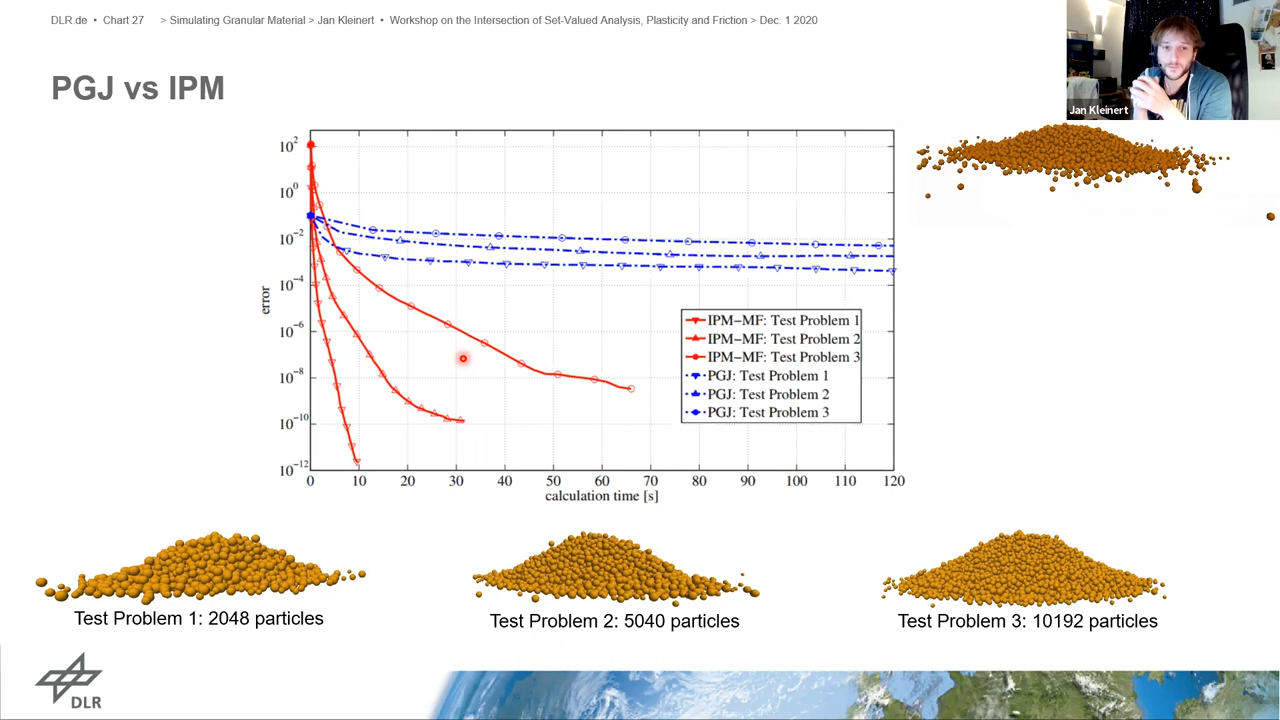 DLR.de • Chart 27 > Simulating Granular Material > Jan Kleinert • Workshop on the Intersection of Set-Valued Analysis, Plasticity and Friction > Dec. 1 2020
Jan Kleinert
PGJ vs IPM
10²
10⁰
10⁻²
10⁻⁴
10⁻⁶
10⁻⁸
10⁻¹⁰
10⁻¹²
error
0 10 20 30 40 50 60 70 80 90 100 110 120
calculation time [s]
IPM-MF: Test Problem 1
IPM-MF: Test Problem 2
IPM-MF: Test Problem 3
PGJ: Test Problem 1
PGJ: Test Problem 2
PGJ: Test Problem 3
Test Problem 1: 2048 particles
Test Problem 2: 5040 particles
Test Problem 3: 10192 particles
DLR